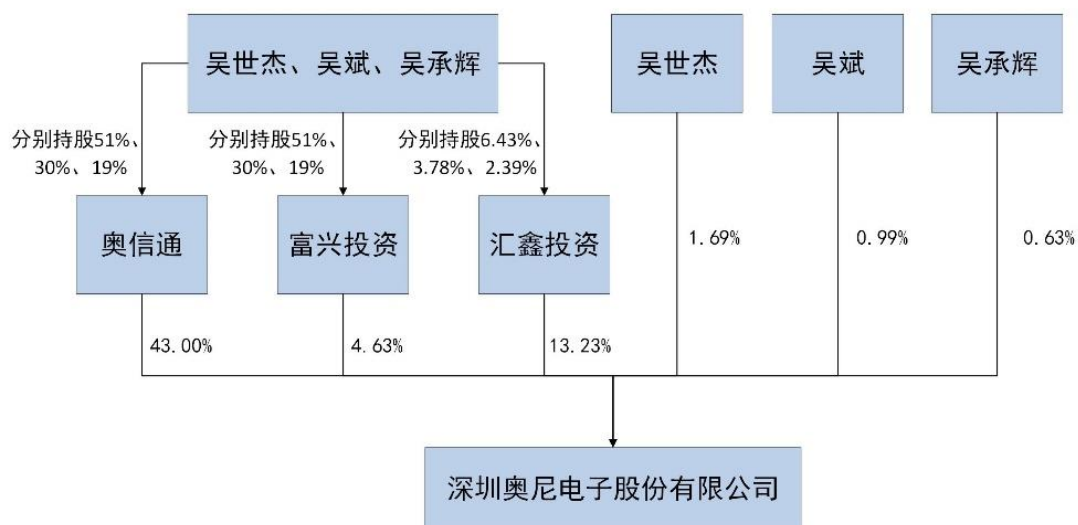 吴世杰、吴斌、吴承辉
吴世杰
吴斌
吴承辉
分别持股51%、
30%、19%
分别持股51%、
30%、19%
分别持股6.43%、
3.78%、2.39%
奥信通
富兴投资
汇鑫投资
1.69%
0.99%
0.63%
43.00%
4.63%
13.23%
深圳奥尼电子股份有限公司